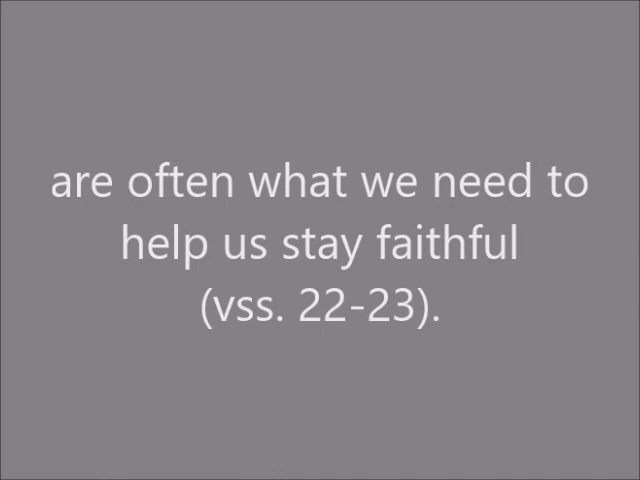 are often what we need to
help us stay faithful
(vss. 22-23).